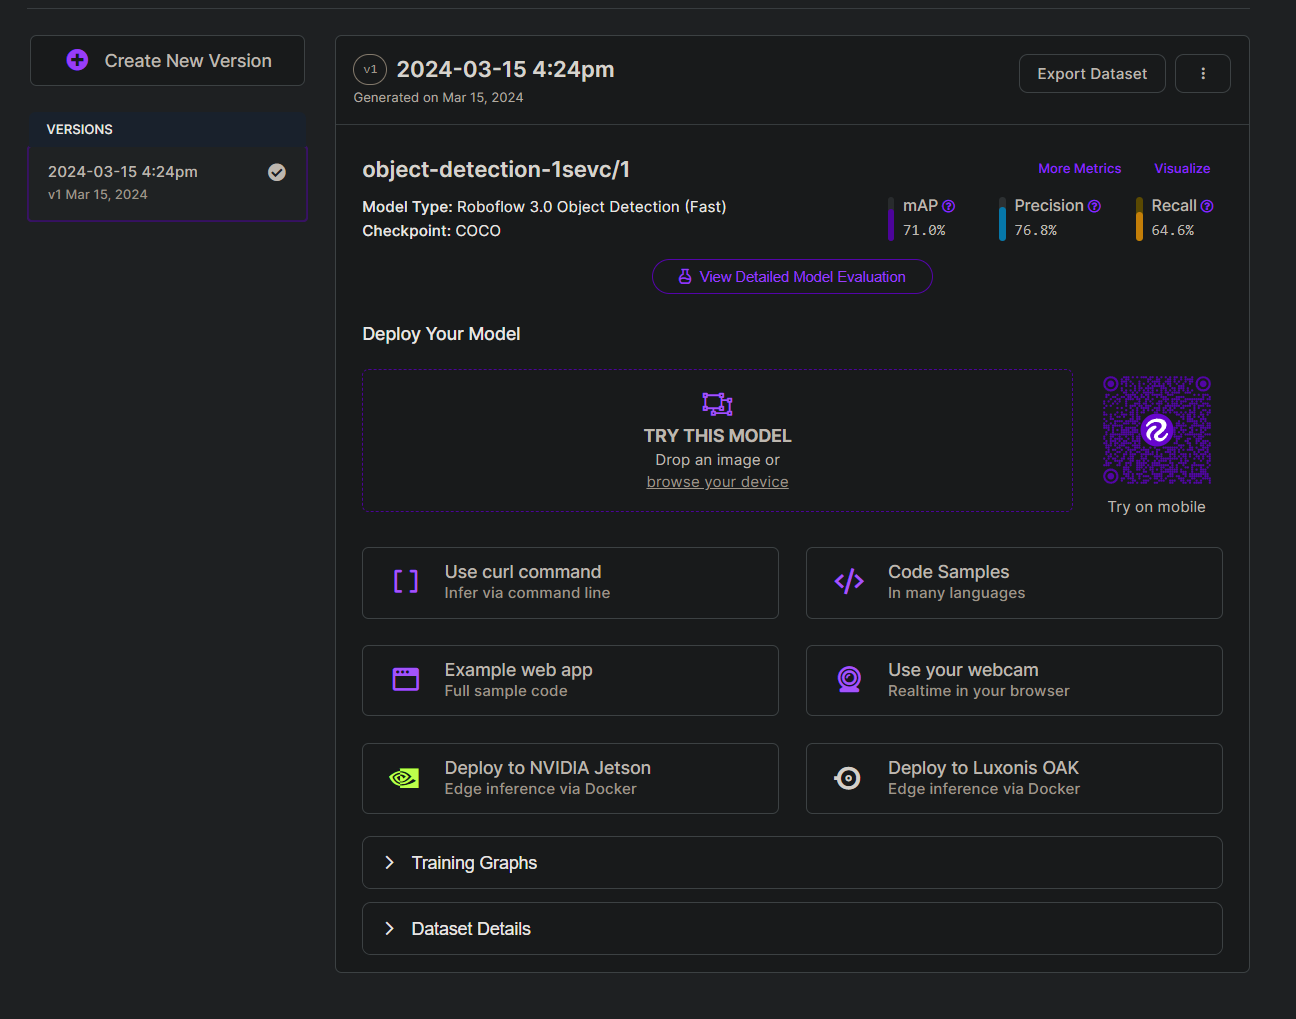 Create New Version
VERSIONS
2024-03-15 4:24pm
v1 Mar 15, 2024
v1 2024-03-15 4:24pm
Generated on Mar 15, 2024
Export Dataset
object-detection-1sevc/1
More Metrics Visualize
Model Type: Roboflow 3.0 Object Detection (Fast)
Checkpoint: COCO
mAP
71.0%
Precision
76.8%
Recall
64.6%
View Detailed Model Evaluation
Deploy Your Model
TRY THIS MODEL
Drop an image or
browse your device
Try on mobile
Use curl command
Infer via command line
Code Samples
In many languages
Example web app
Full sample code
Use your webcam
Realtime in your browser
Deploy to NVIDIA Jetson
Edge inference via Docker
Deploy to Luxonis OAK
Edge inference via Docker
Training Graphs
Dataset Details